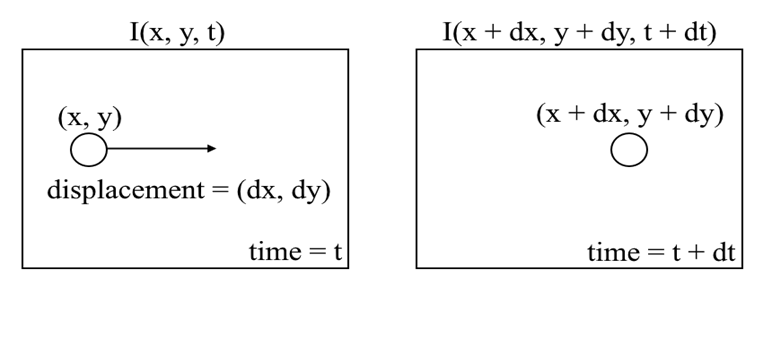 I(x, y, t)
(x, y)
displacement = (dx, dy)
time = t
I(x + dx, y + dy, t + dt)
(x + dx, y + dy)
time = t + dt